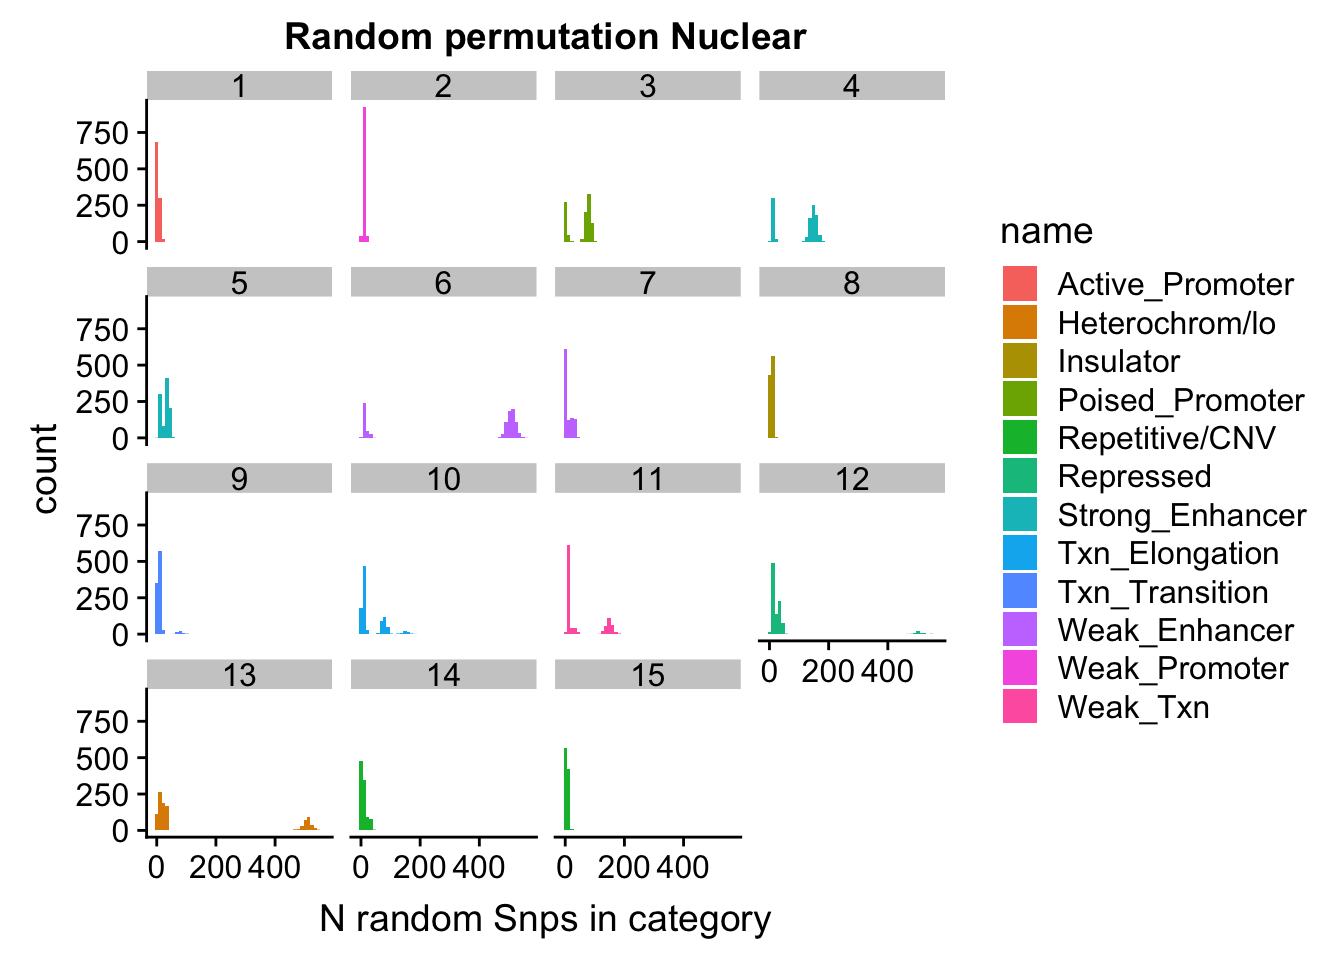 Random permutation Nuclear
1 2 3 4
750
500
250
0
5 6 7 8
750
500
250
0
9 10 11 12
750
500
250
0
0 200 400
13 14 15
750
500
250
0
0 200 400 0 200 400 0 200 400
N random Snps in category
count
name
Active_Promoter
Heterochrom/lo
Insulator
Poised_Promoter
Repetitive/CNV
Repressed
Strong_Enhancer
Txn_Elongation
Txn_Transition
Weak_Enhancer
Weak_Promoter
Weak_Txn